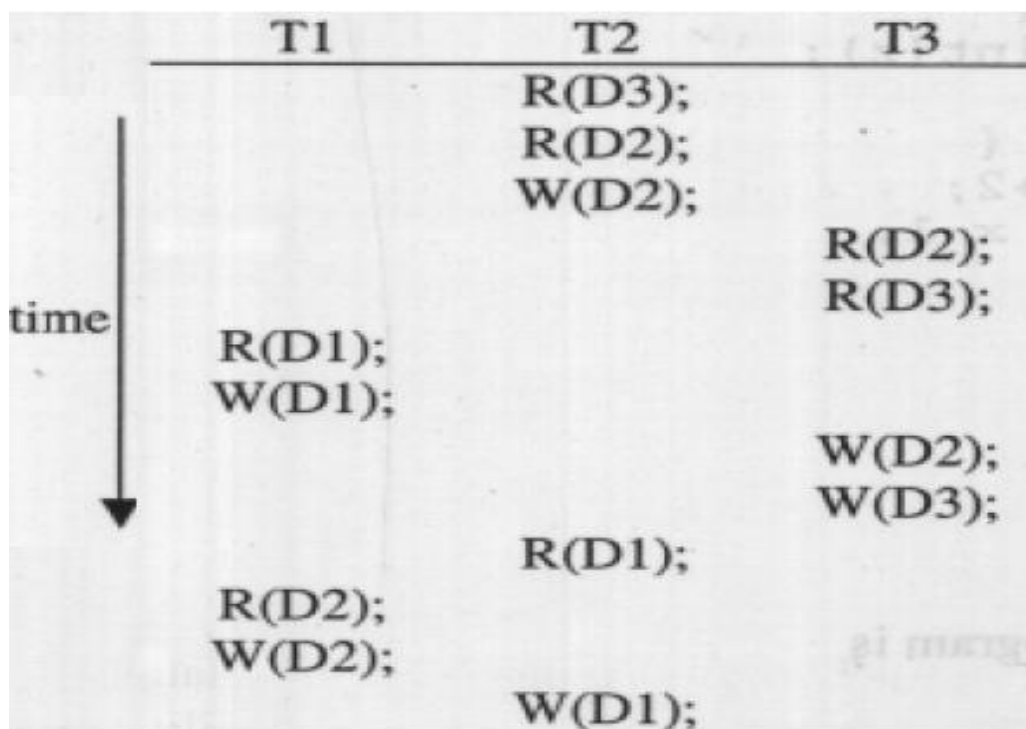 T1 T2 T3
R(D3);
R(D2);
W(D2);
R(D2);
R(D3);
time
R(D1);
W(D1);
W(D2);
W(D3);
R(D1);
R(D2);
W(D2);
W(D1);